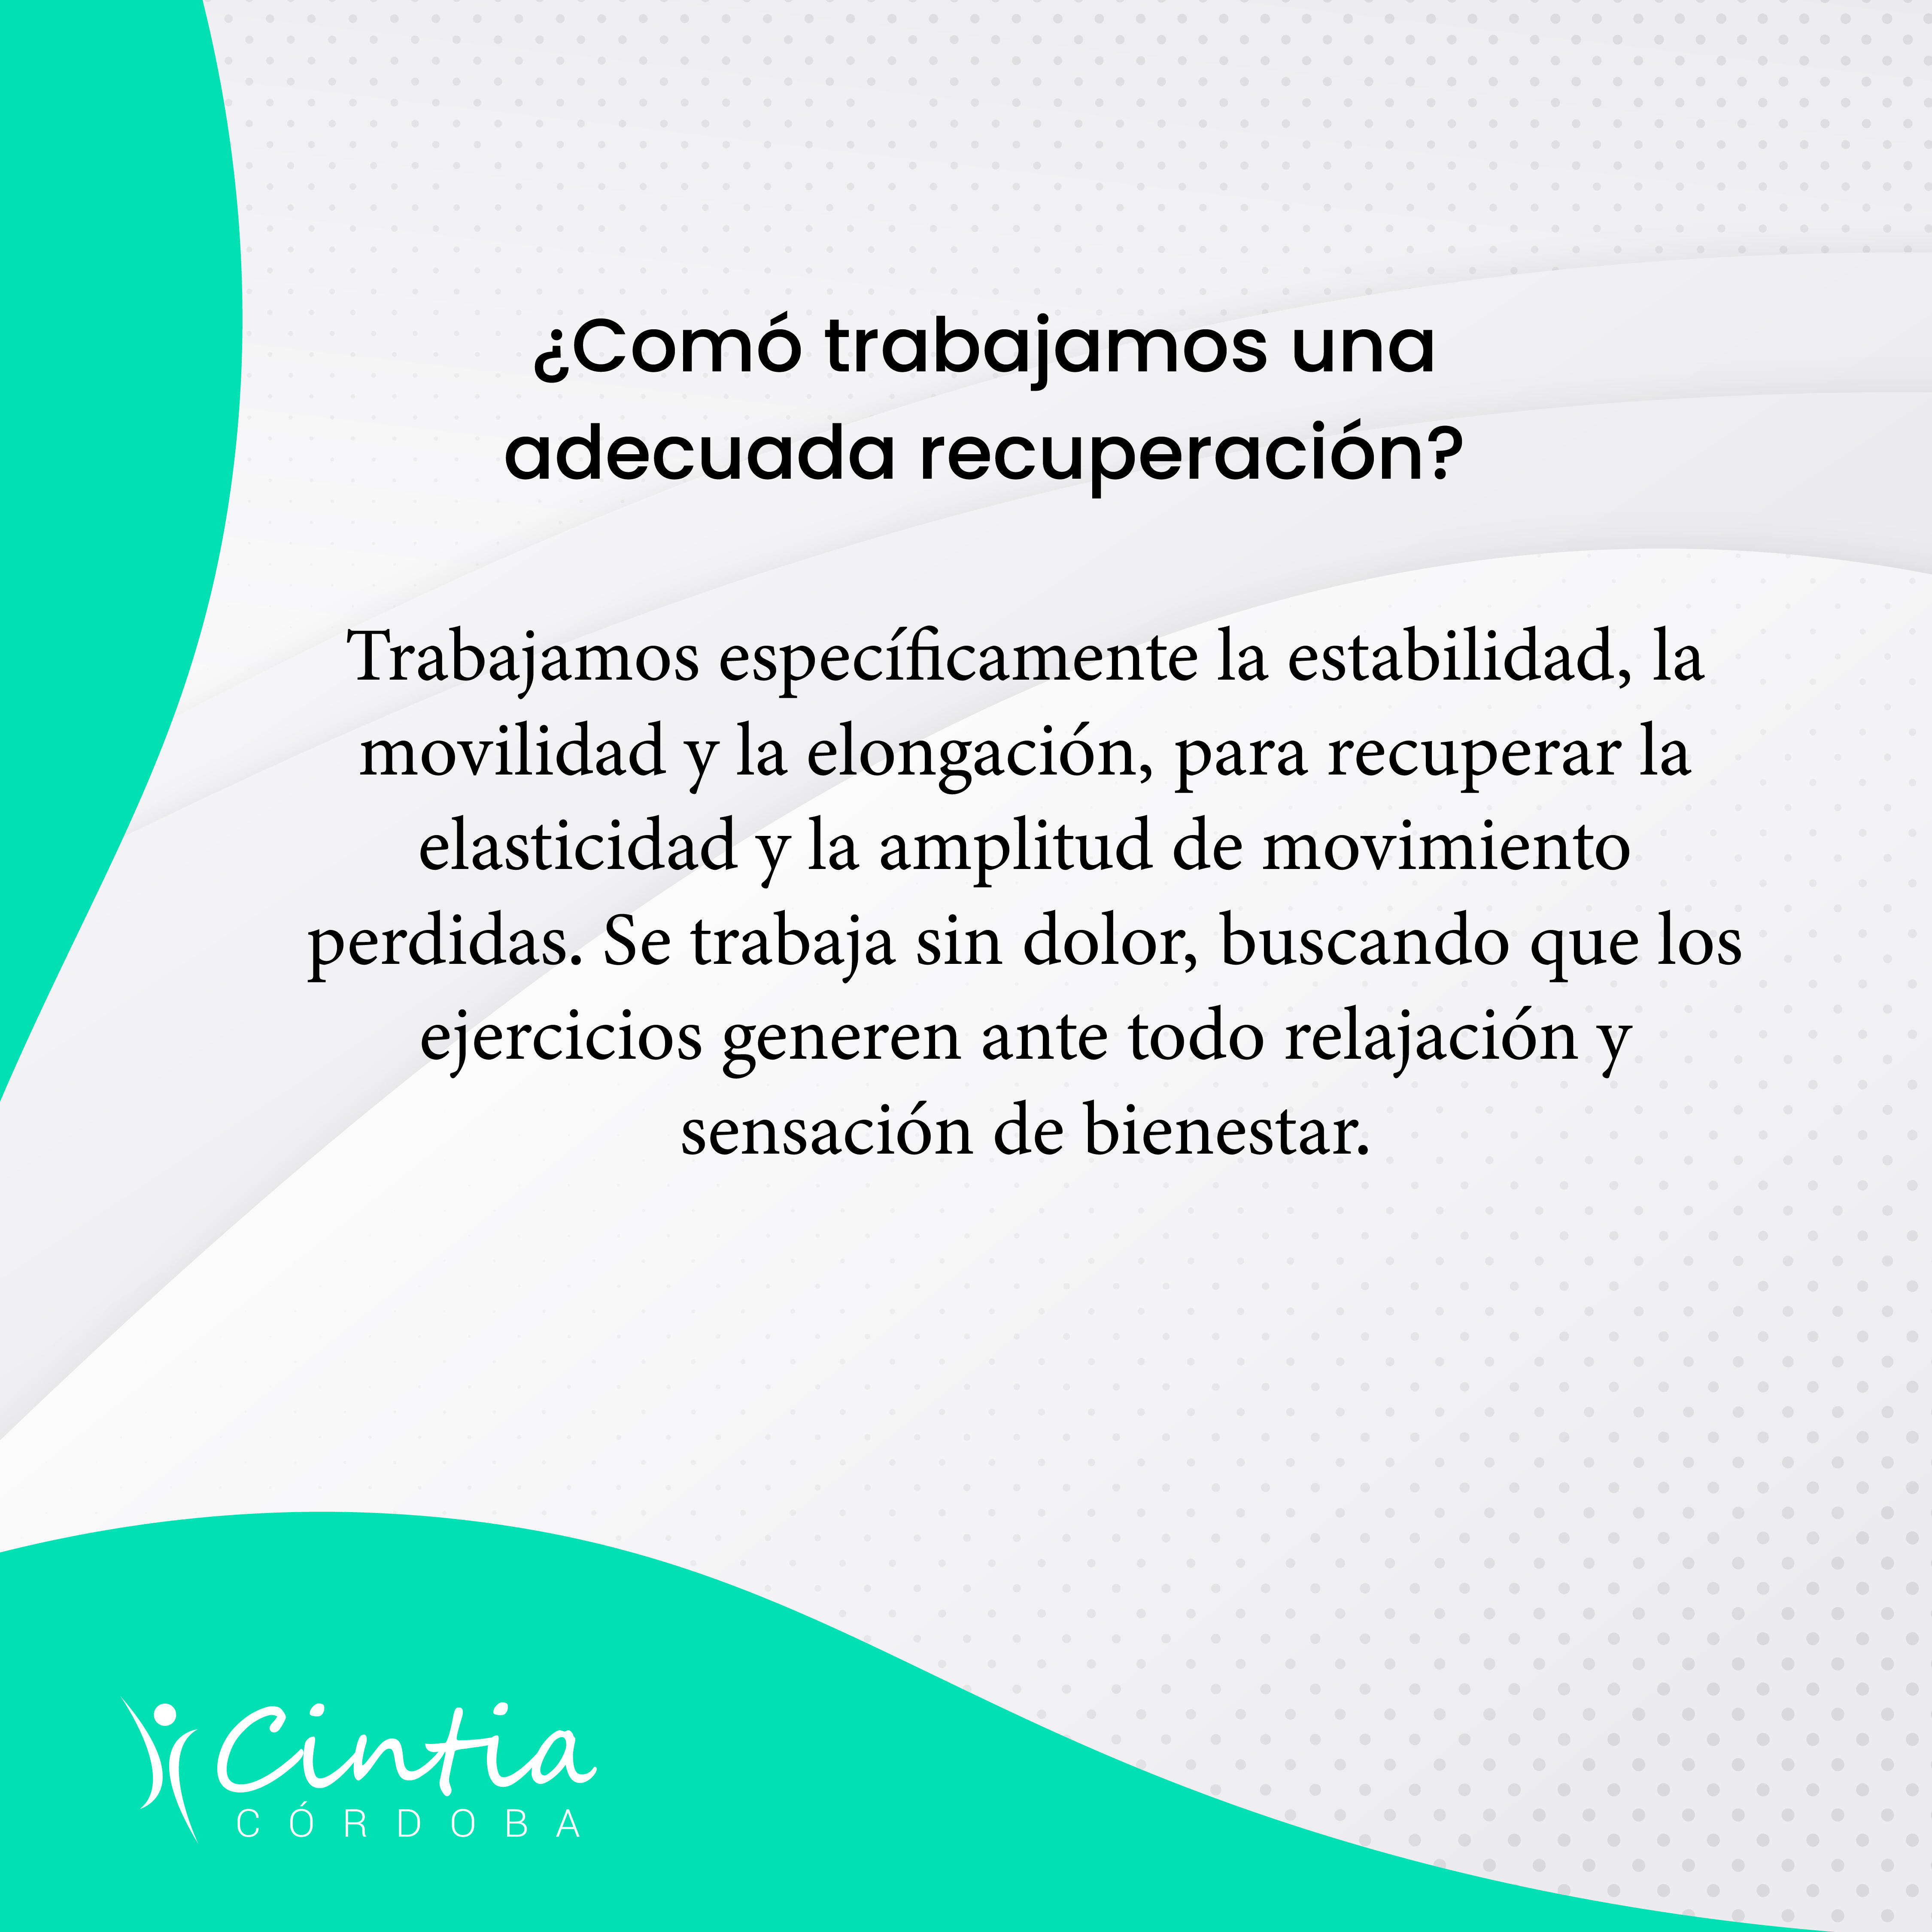 ¿Comó trabajamos una
adecuada recuperación?
Trabajamos específicamente la estabilidad, la
movilidad y la elongación, para recuperar la
elasticidad y la amplitud de movimiento
perdidas. Se trabaja sin dolor, buscando que los
ejercicios generen ante todo relajación y
sensación de bienestar.
Cintia
CÓRDOBA